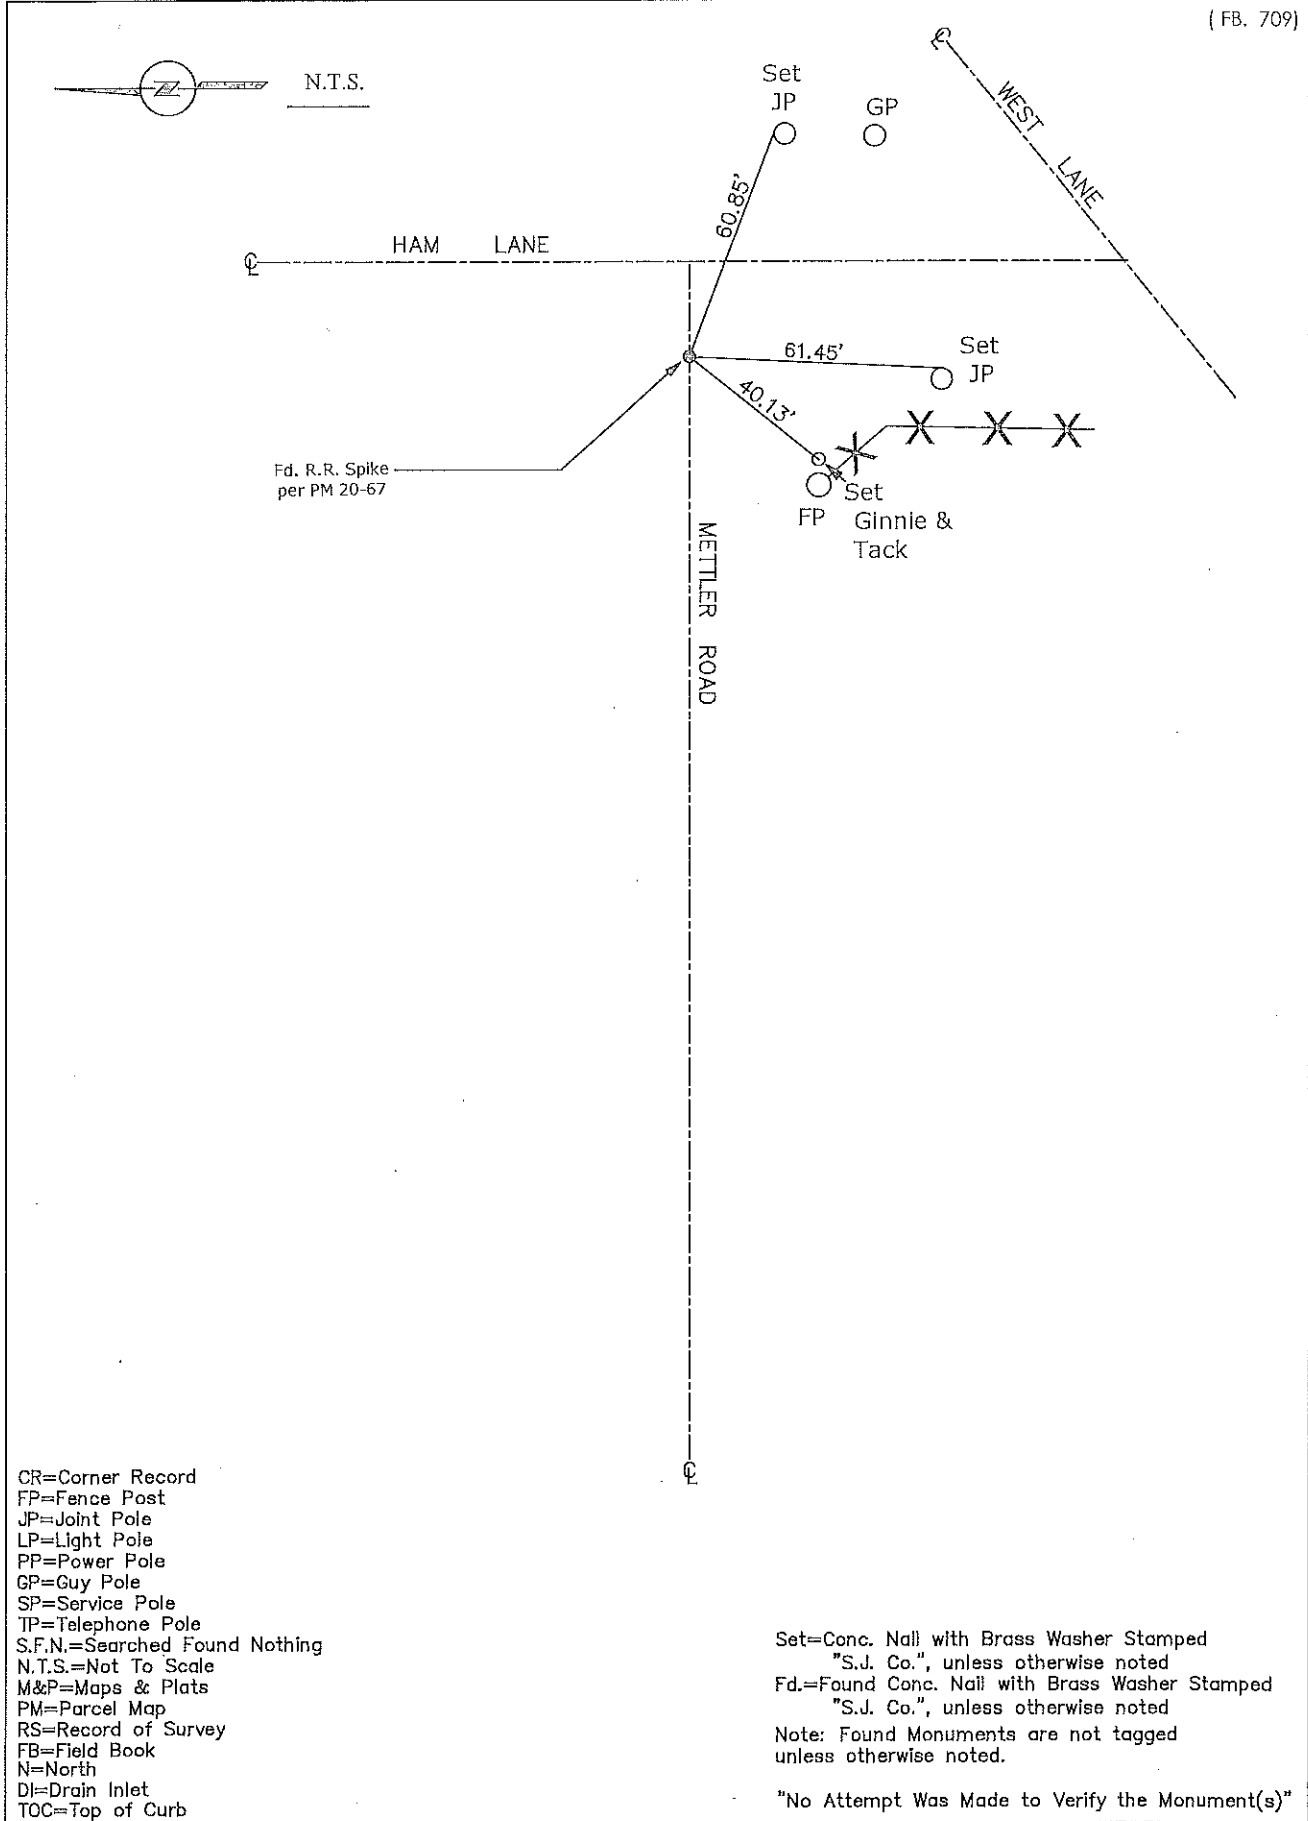 ( FB. 709)
N.T.S.
Set
JP
GP
WEST LANE
60.85'
HAM LANE
61.45'
Set
JP
40.13'
Fd. R.R. Spike
per PM 20-67
Set
FP
Ginnie &
Tack
METTLER ROAD
CR=Corner Record
FP=Fence Post
JP=Joint Pole
LP=Light Pole
PP=Power Pole
GP=Guy Pole
SP=Service Pole
TP=Telephone Pole
S.F.N.=Searched Found Nothing
N.T.S.=Not To Scale
M&P=Maps & Plats
PM=Parcel Map
RS=Record of Survey
FB=Field Book
N=North
DI=Drain Inlet
TOC=Top of Curb
Set=Conc. Nail with Brass Washer Stamped
"S.J. Co.", unless otherwise noted
Fd.=Found Conc. Nail with Brass Washer Stamped
"S.J. Co.", unless otherwise noted
Note: Found Monuments are not tagged
unless otherwise noted.
"No Attempt Was Made to Verify the Monument(s)"